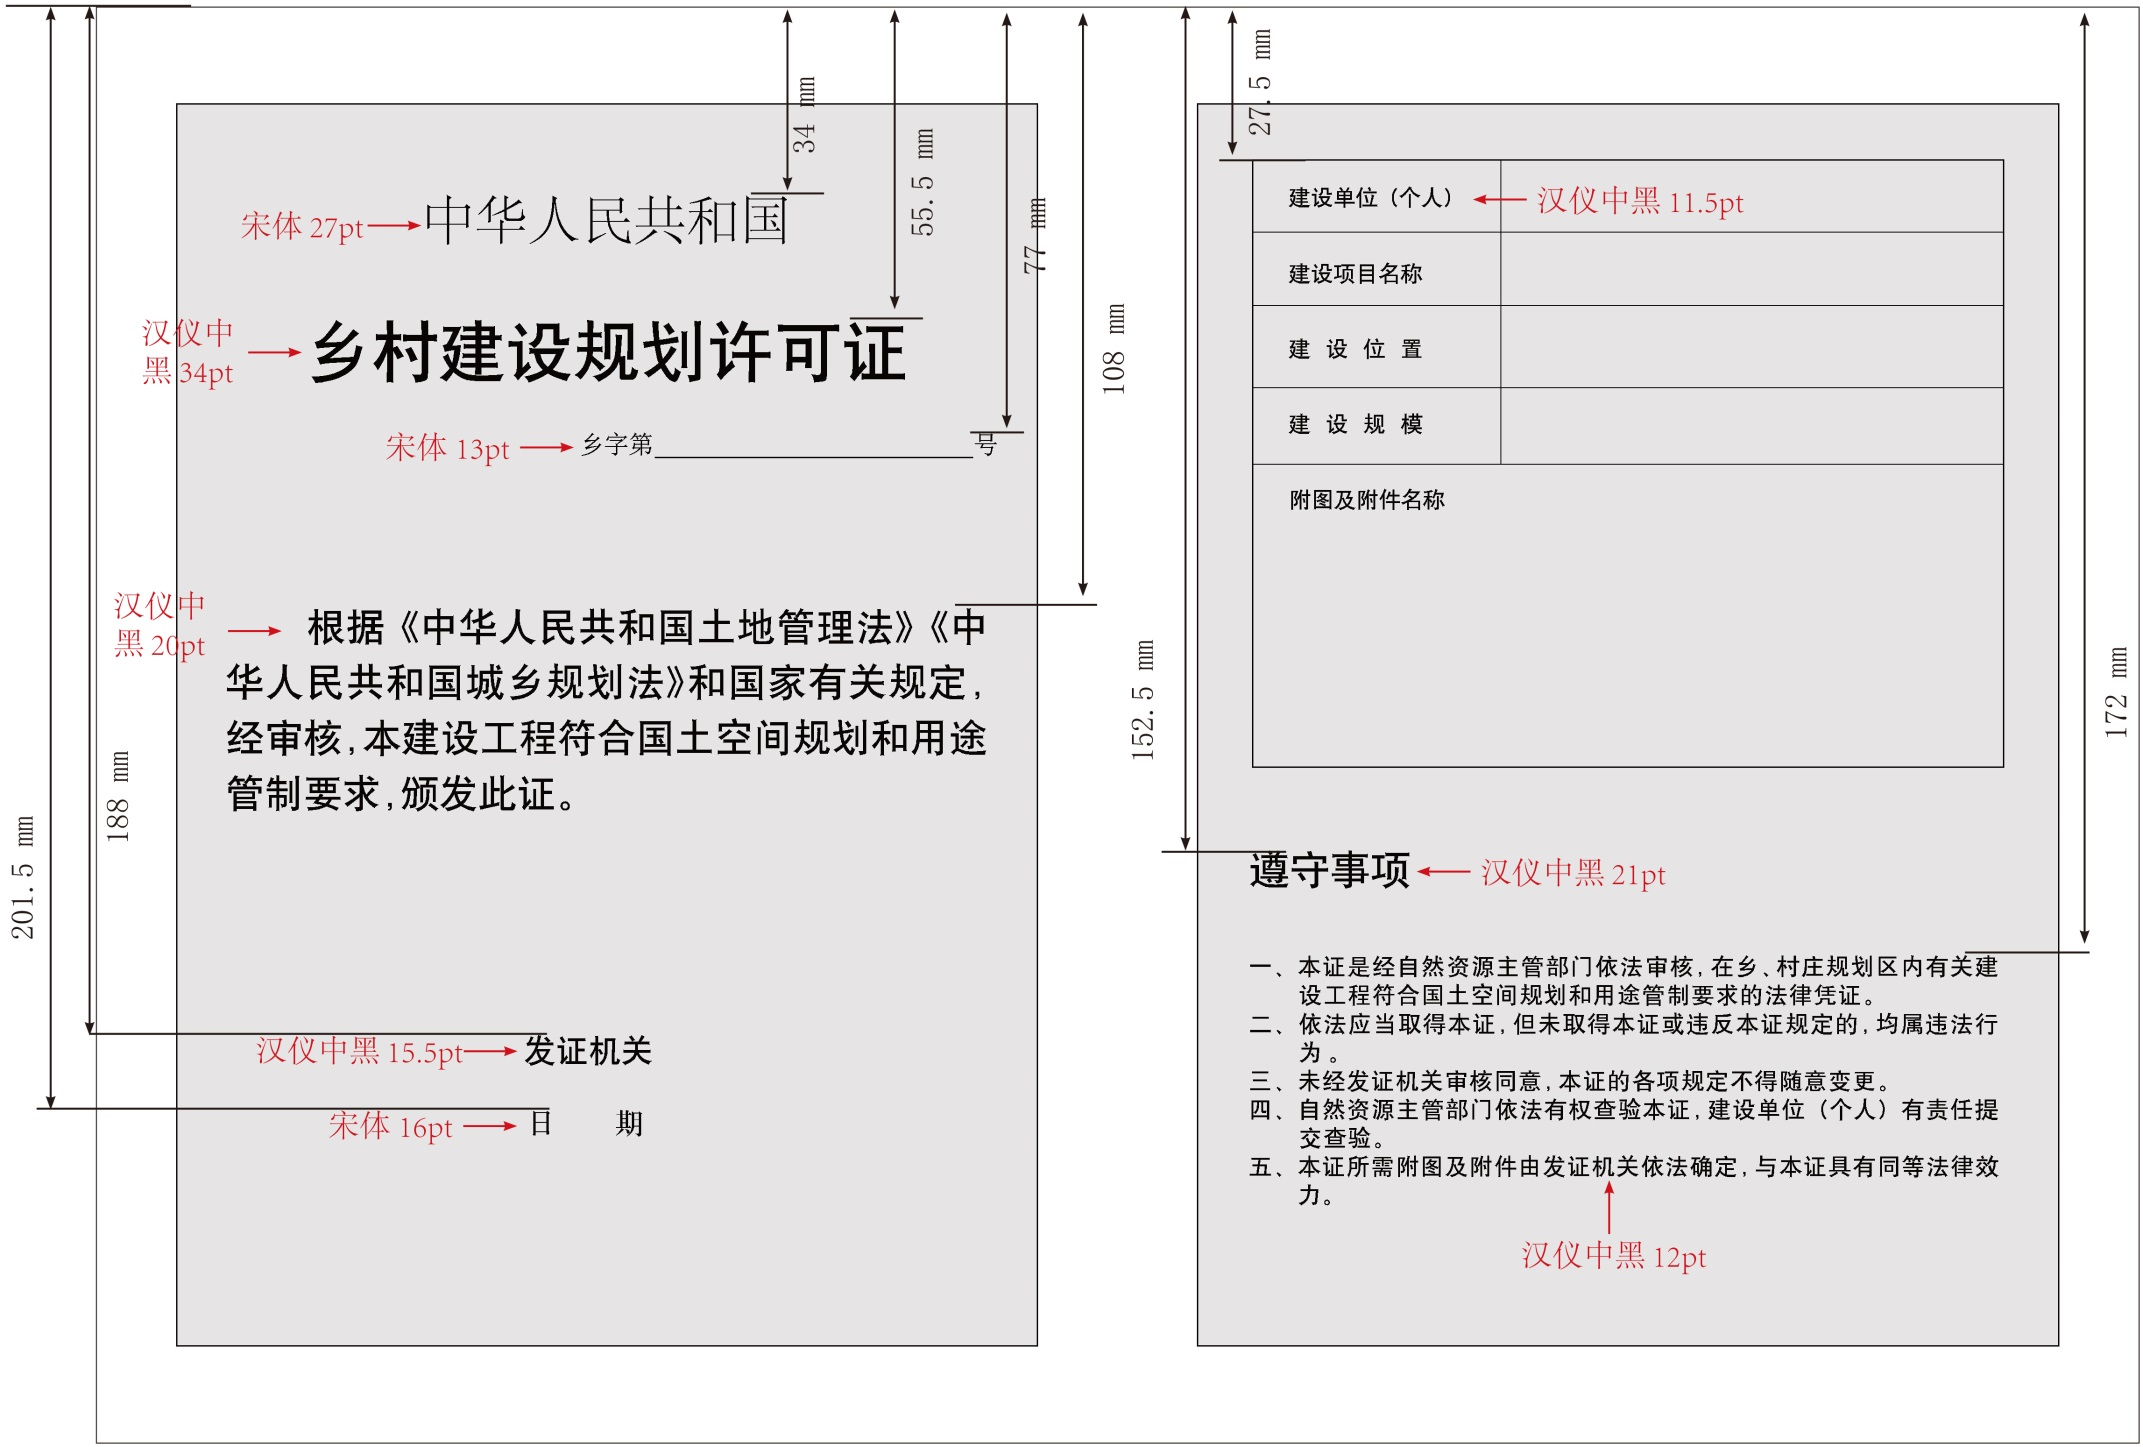 34 mm
55.5 mm
77 mm
108 mm
188 mm
201.5 mm
宋体 27pt
中华人民共和国
汉仪中
黑 34pt
乡村建设规划许可证
宋体 13pt
乡字第 号
汉仪中
黑 20pt
根据《中华人民共和国土地管理法》《中
华人民共和国城乡规划法》和国家有关规定,
经审核,本建设工程符合国土空间规划和用途
管制要求,颁发此证。
汉仪中黑 15.5pt
发证机关
宋体 16pt
日 期
27.5 mm
152.5 mm
172 mm
建设单位（个人）
汉仪中黑 11.5pt
建设项目名称
建 设 位 置
建 设 规 模
附图及附件名称
遵守事项
汉仪中黑 21pt
一、本证是经自然资源主管部门依法审核,在乡、村庄规划区内有关建
设工程符合国土空间规划和用途管制要求的法律凭证。
二、依法应当取得本证,但未取得本证或违反本证规定的,均属违法行
为。
三、未经发证机关审核同意,本证的各项规定不得随意变更。
四、自然资源主管部门依法有权查验本证,建设单位（个人）有责任提
交查验。
五、本证所需附图及附件由发证机关依法确定,与本证具有同等法律效
力。
汉仪中黑 12pt